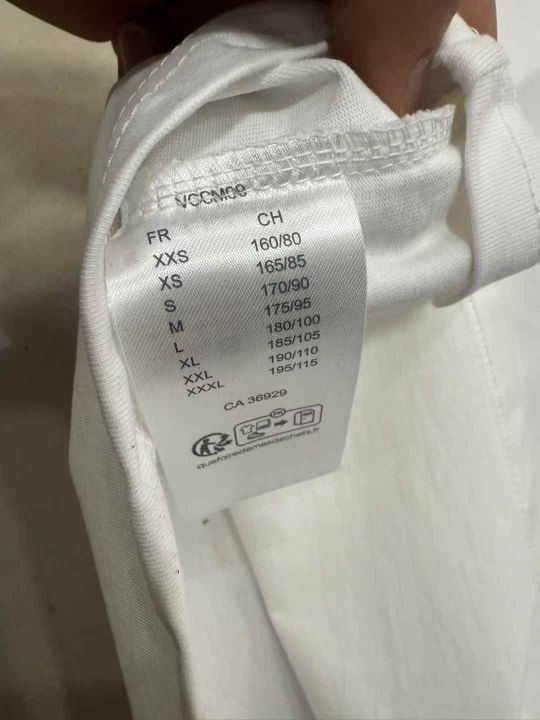 FR CH
XXS 160/80
XS 165/85
S 170/90
M 175/95
L 180/100
XL 185/105
XXL 190/110
XXXL 195/115
CA 36929
FR
quefairedemesdechets.fr